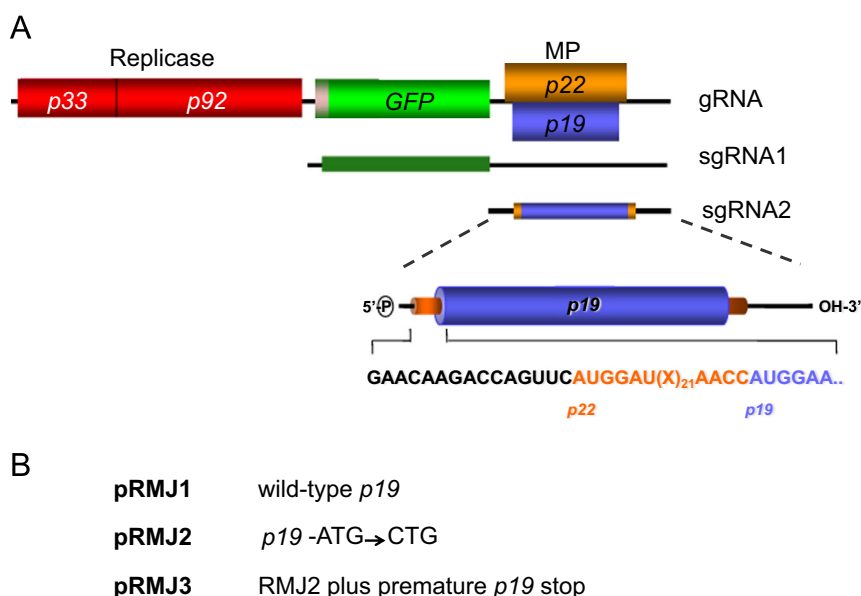 A
Replicase
MP
p33 p92 GFP p22 gRNA
p19
sgRNA1
sgRNA2
5'-P p19 OH-3'
GAACAAGACCAGUUCAUGGAU(X)21AACCAUGGAA..
p22 p19
B
pRMJ1 wild-type p19
pRMJ2 p19 -ATG→CTG
pRMJ3 RMJ2 plus premature p19 stop